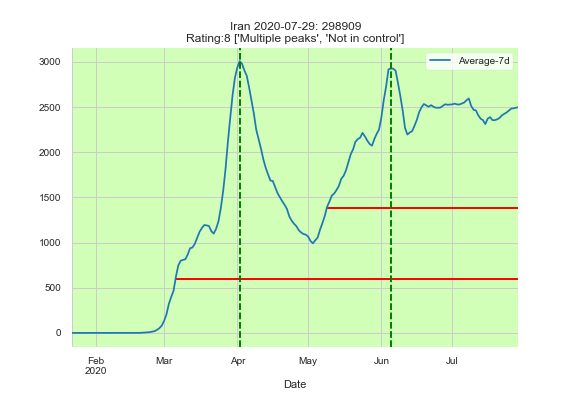 Iran 2020-07-29: 298909
Rating:8 ['Multiple peaks', 'Not in control']
Average-7d
3000
2500
2000
1500
1000
500
0
Feb Mar Apr May Jun Jul
2020
Date